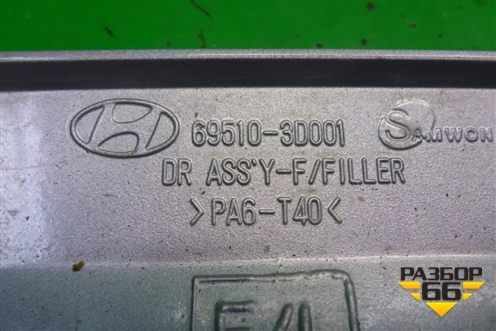 69510-3D001
SAMWON
DR ASS'Y-F/FILLER
>PA6-T40<
РАЗБОР
66